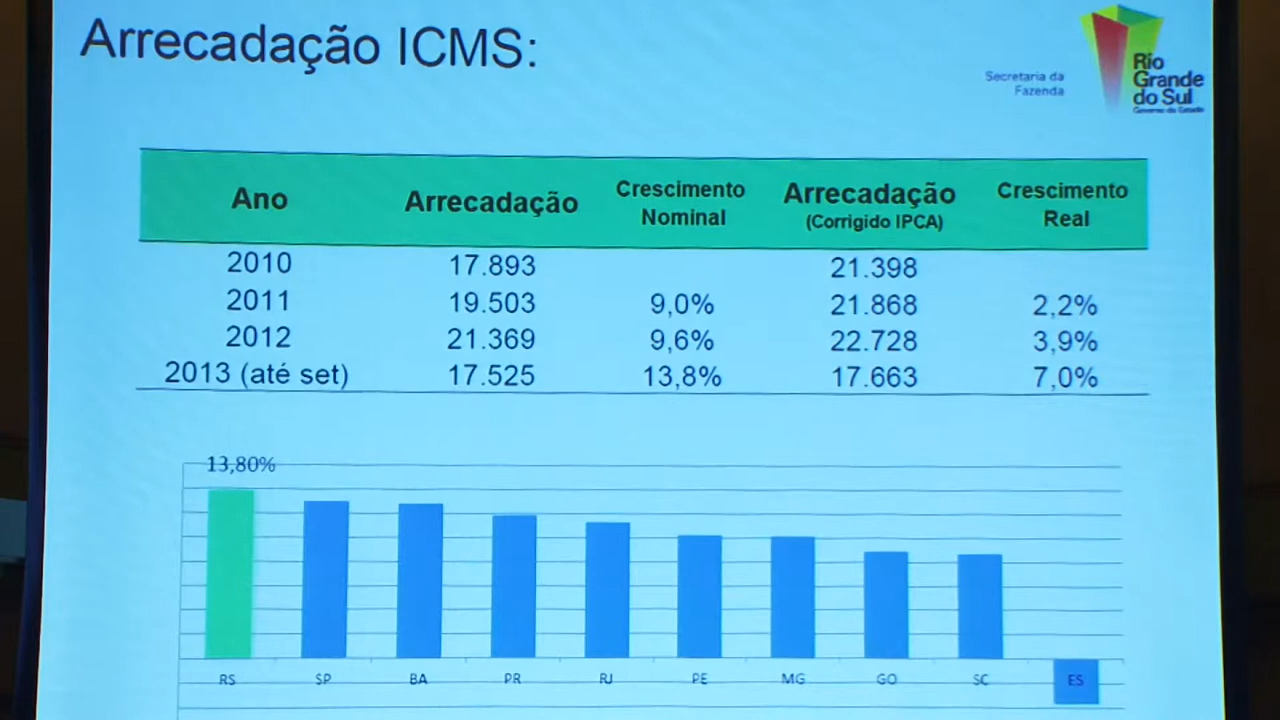 Arrecadação ICMS:
Secretaria da
Fazenda
Rio
Grande
do Sul
Governo do Estado
Ano Arrecadação Crescimento Nominal Arrecadação (Corrigido IPCA) Crescimento Real
2010 17.893 21.398
2011 19.503 9,0% 21.868 2,2%
2012 21.369 9,6% 22.728 3,9%
2013 (até set) 17.525 13,8% 17.663 7,0%
13,80%
RS SP BA PR RJ PE MG GO SC ES